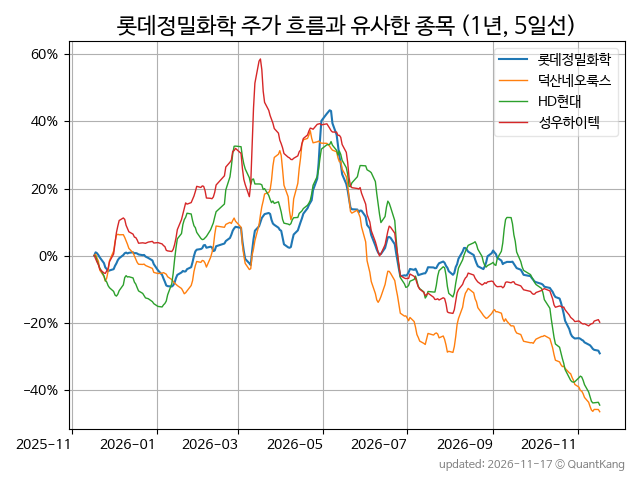 롯데정밀화학 주가 흐름과 유사한 종목 (1년, 5일선)
60%
40%
20%
0%
−20%
−40%
롯데정밀화학
덕산네오룩스
HD현대
성우하이텍
2025−11
2026−01
2026−03
2026−05
2026−07
2026−09
2026−11
updated: 2026-11-17 © QuantKang